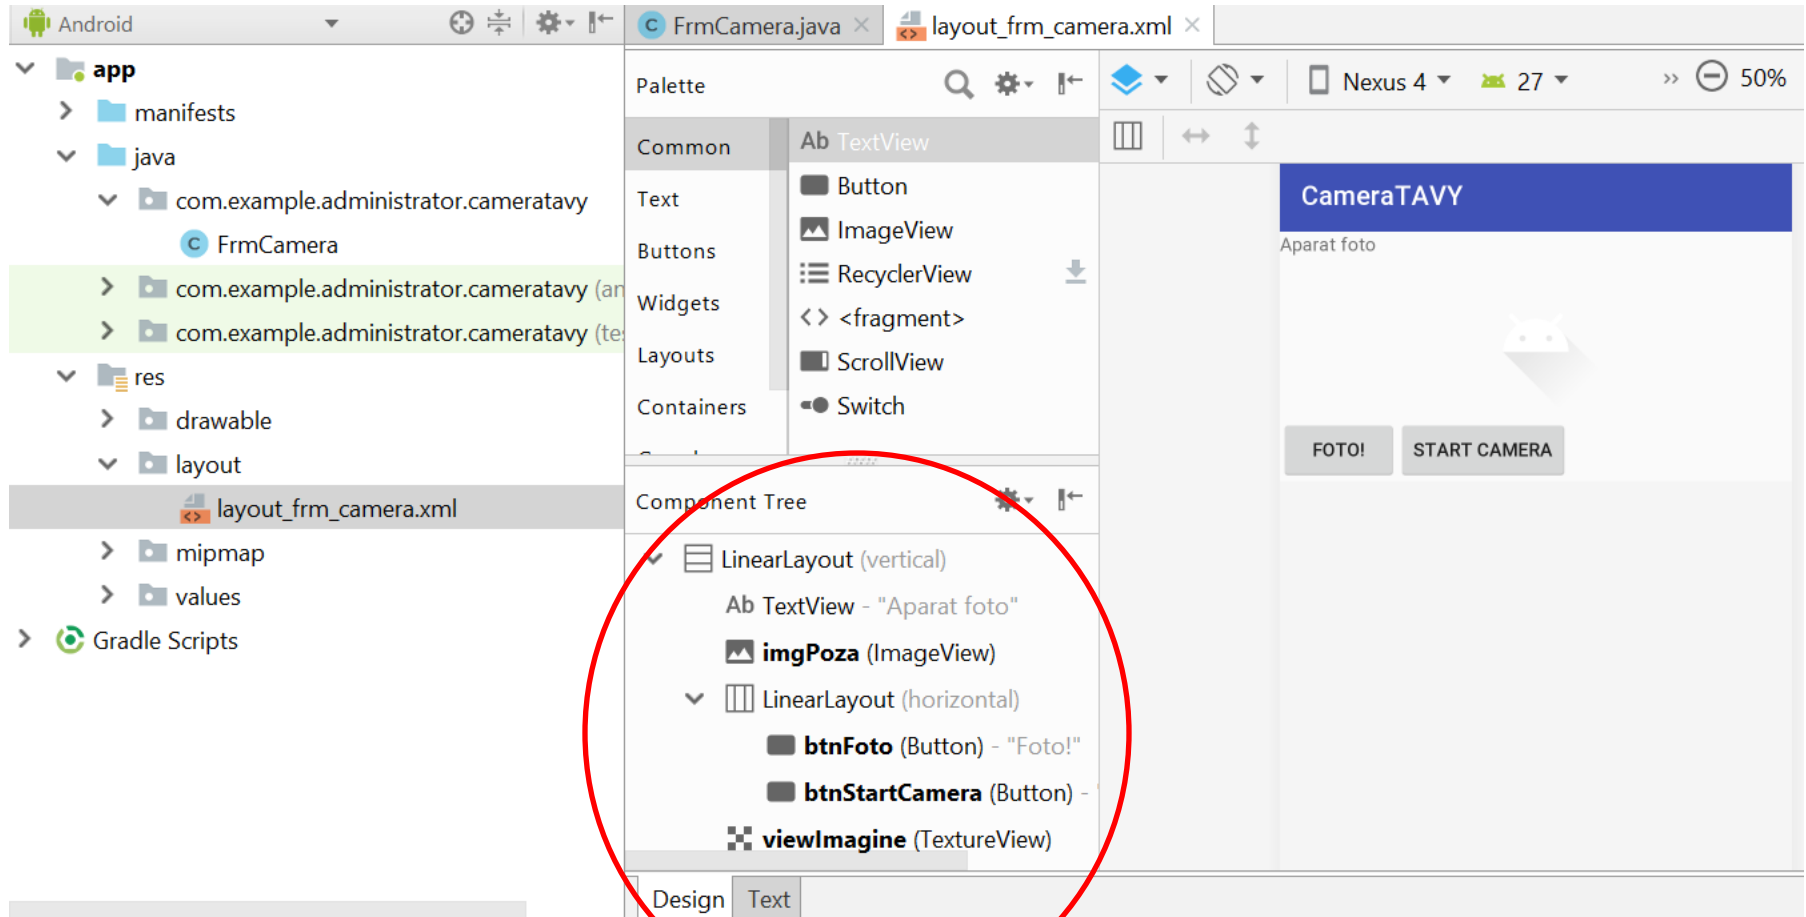 Android
app
manifests
java
com.example.administrator.cameratavy
FrmCamera
com.example.administrator.cameratavy (an
com.example.administrator.cameratavy (te
res
drawable
layout
layout_frm_camera.xml
mipmap
values
Gradle Scripts
FrmCamera.java
layout_frm_camera.xml
Palette
Common
Text
Buttons
Widgets
Layouts
Containers
Ab TextView
Button
ImageView
RecyclerView
<fragment>
ScrollView
Switch
Component Tree
LinearLayout (vertical)
Ab TextView - "Aparat foto"
imgPoza (ImageView)
LinearLayout (horizontal)
btnFoto (Button) - "Foto!"
btnStartCamera (Button) - "
viewImagine (TextureView)
Design Text
Nexus 4 27 » 50%
CameraTAVY
Aparat foto
FOTO! START CAMERA